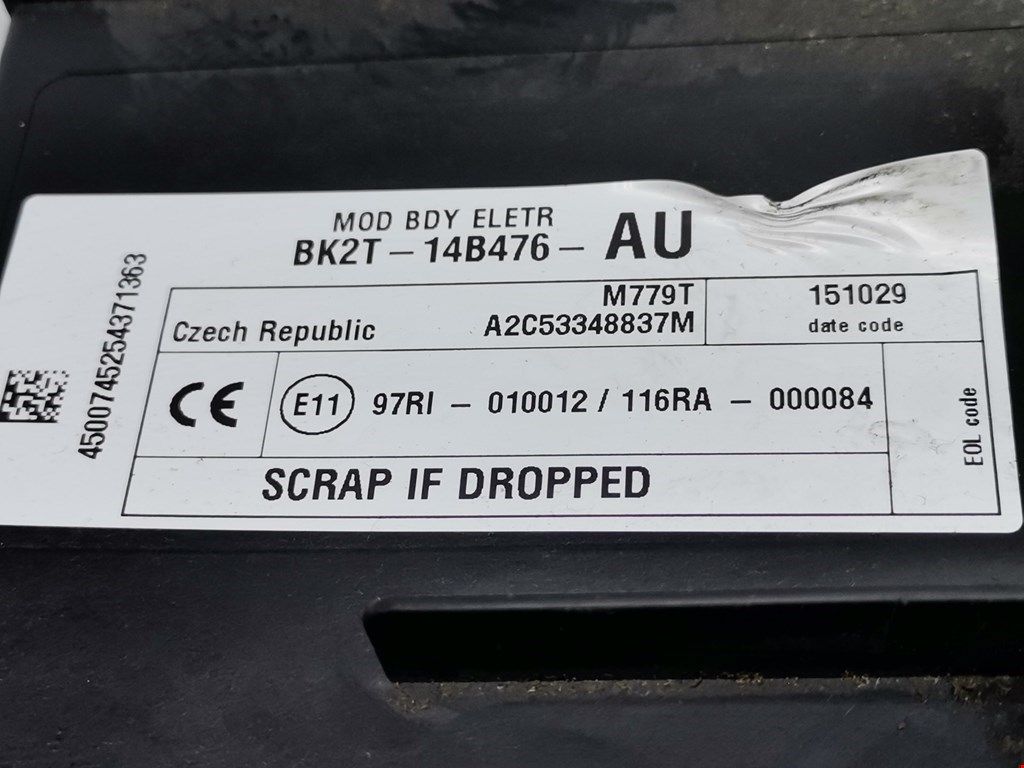 MOD BDY ELETR
BK2T - 14B476 - AU
M779T
Czech Republic A2C53348837M
151029
date code
CE E11 97RI - 010012 / 116RA - 000084
EOL code
SCRAP IF DROPPED
4500745254371363